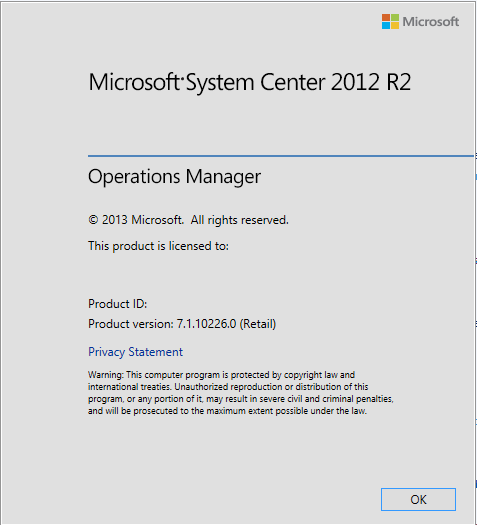 Microsoft
Microsoft® System Center 2012 R2
Operations Manager
© 2013 Microsoft. All rights reserved.
This product is licensed to:
Product ID:
Product version: 7.1.10226.0 (Retail)
Privacy Statement
Warning: This computer program is protected by copyright law and
international treaties. Unauthorized reproduction or distribution of this
program, or any portion of it, may result in severe civil and criminal penalties,
and will be prosecuted to the maximum extent possible under the law.
OK